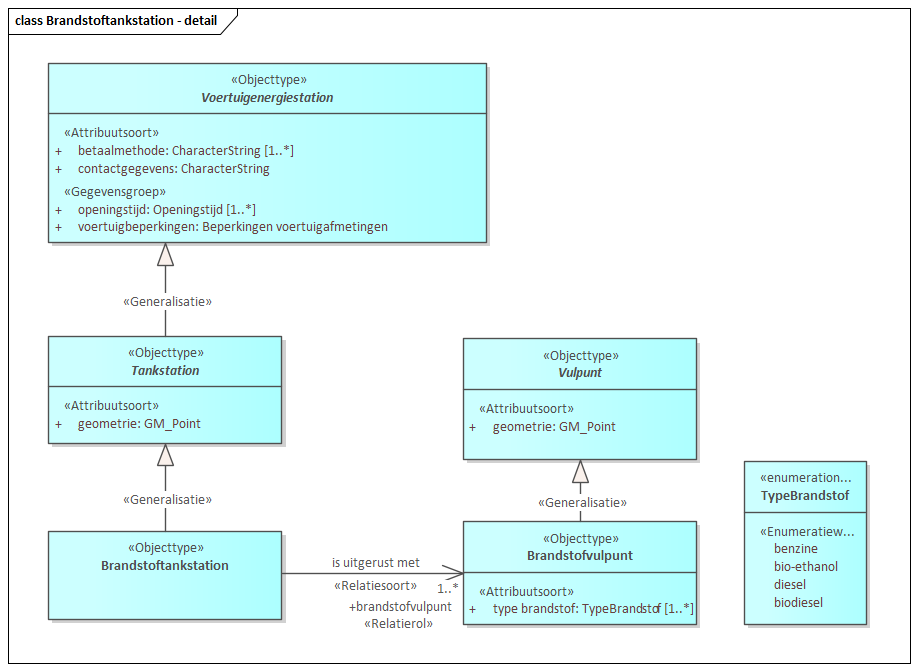 class Brandstoftankstation - detail
«Objecttype»
Voertuigenergiestation
«Attribuutsoort»
+ betaalmethode: CharacterString [1..*]
+ contactgegevens: CharacterString
«Gegevensgroep»
+ openingstijd: Openingstijd [1..*]
+ voertuigbeperkingen: Beperkingen voertuigafmetingen
«Generalisatie»
«Objecttype»
Tankstation
«Attribuutsoort»
+ geometrie: GM_Point
«Generalisatie»
«Objecttype»
Brandstoftankstation
is uitgerust met
«Relatiesoort» 1..*
+brandstofvulpunt
«Relatierol»
«Objecttype»
Vulpunt
«Attribuutsoort»
+ geometrie: GM_Point
«Generalisatie»
«Objecttype»
Brandstofvulpunt
«Attribuutsoort»
+ type brandstof: TypeBrandstof [1..*]
«enumeration...
TypeBrandstof
«Enumeratiew...
benzine
bio-ethanol
diesel
biodiesel